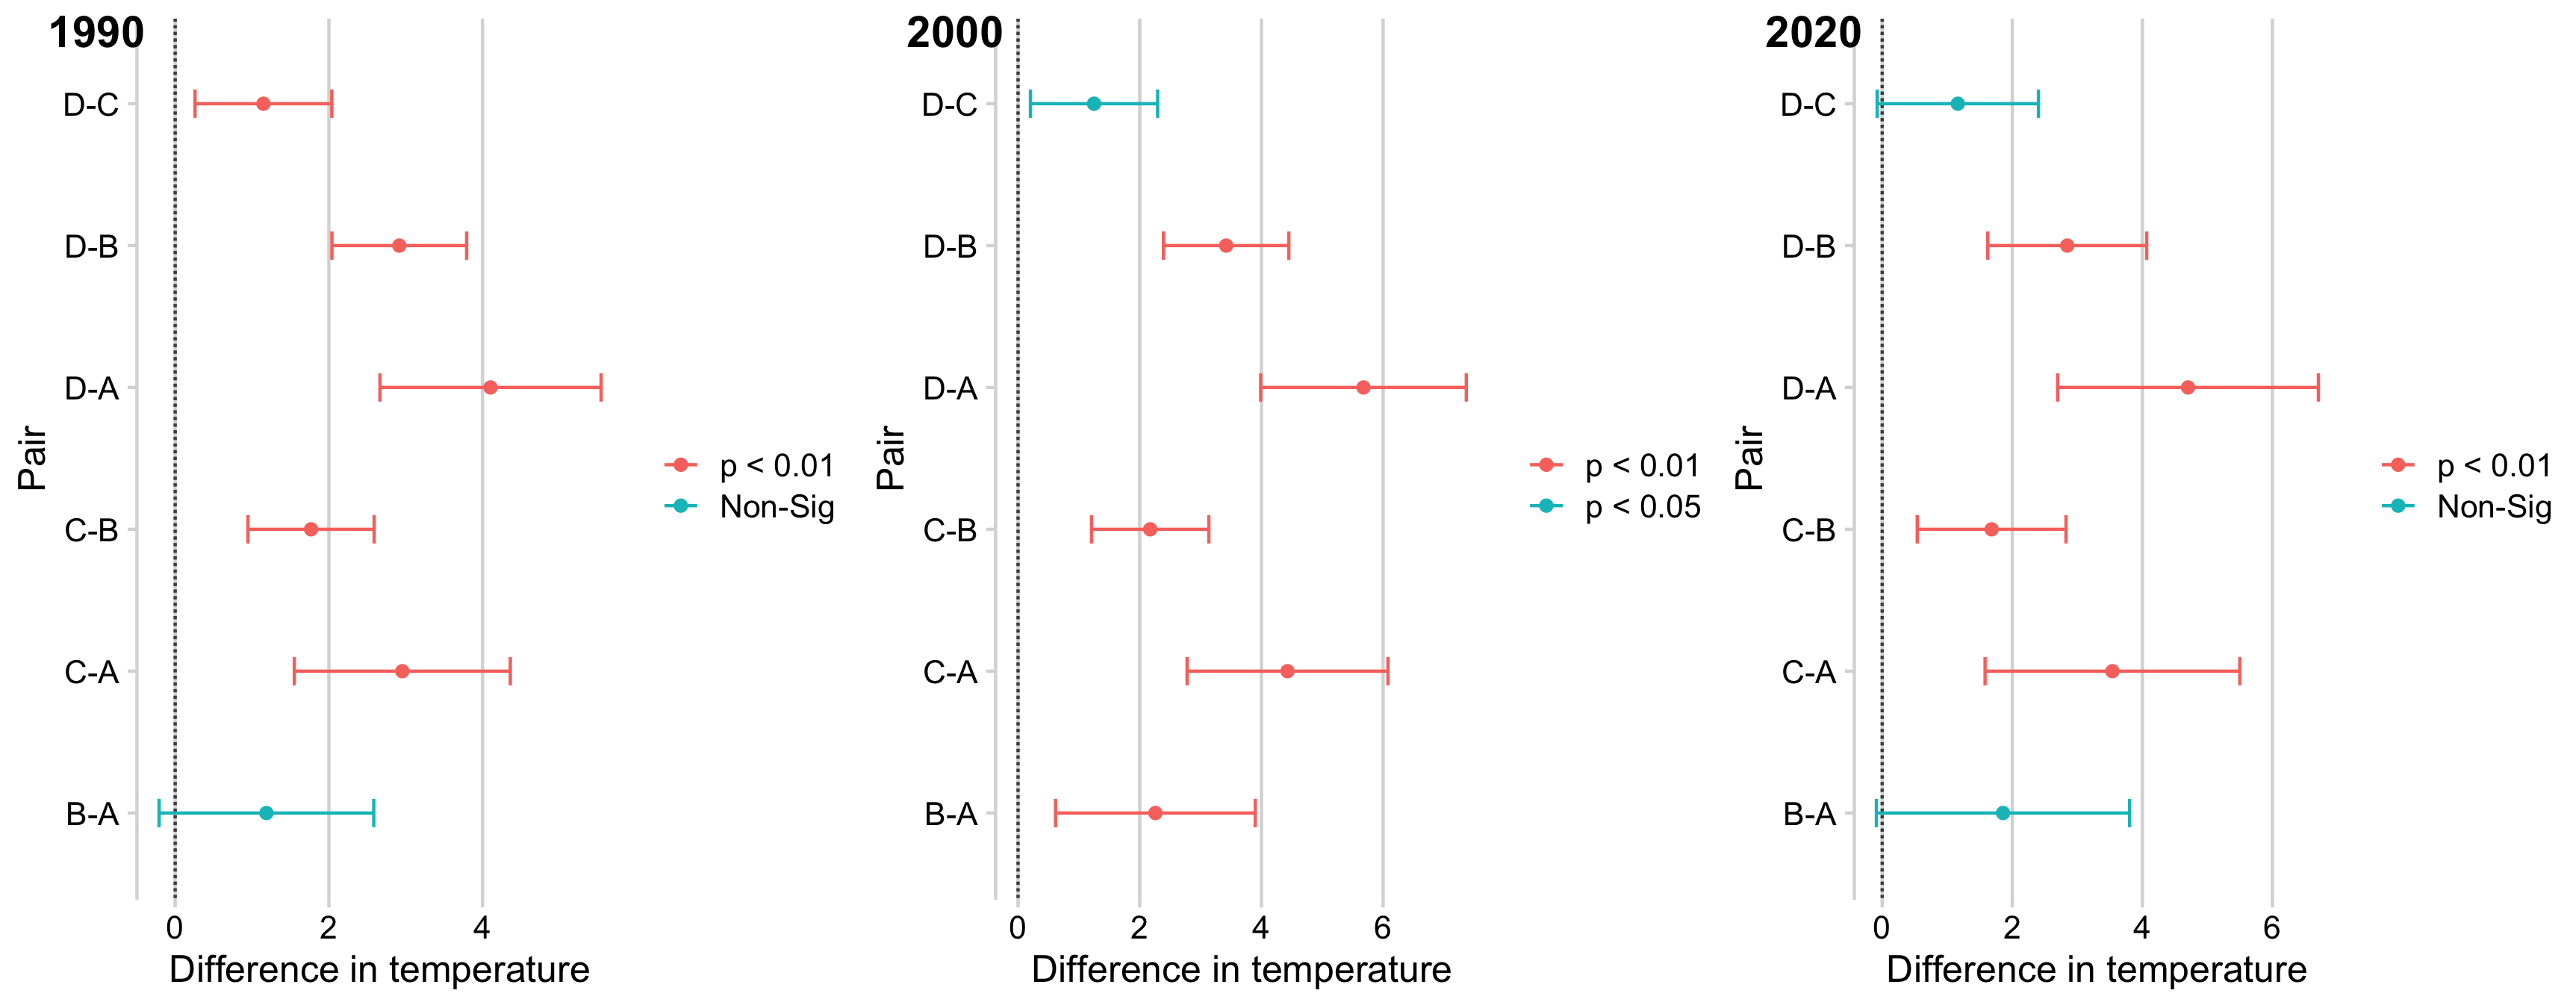 1990
D-C
D-B
D-A
C-B
C-A
B-A
Pair
0 2 4
Difference in temperature
p < 0.01
Non-Sig
2000
D-C
D-B
D-A
C-B
C-A
B-A
Pair
0 2 4 6
Difference in temperature
p < 0.01
p < 0.05
2020
D-C
D-B
D-A
C-B
C-A
B-A
Pair
0 2 4 6
Difference in temperature
p < 0.01
Non-Sig